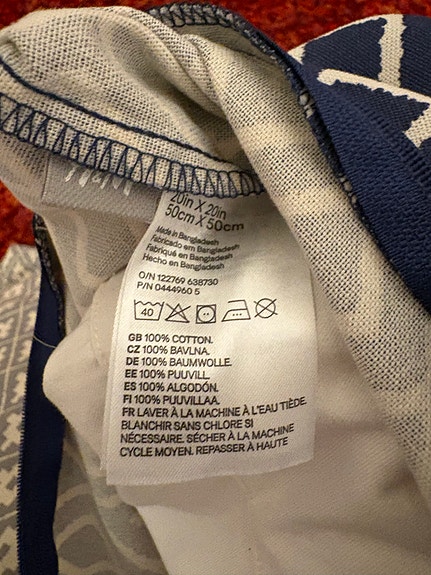 20in X 20in
50cm X 50cm
Made in Bangladesh
Fabricado em Bangladesh
Fabriqué en Bangladesh
Hecho en Bangladesh
O/N 122769 638730
P/N 0444960 5
40
GB 100% COTTON.
CZ 100% BAVLNA.
DE 100% BAUMWOLLE.
EE 100% PUUVILL.
ES 100% ALGODÓN.
FI 100% PUUVILLAA.
FR LAVER À LA MACHINE À L'EAU TIÈDE.
BLANCHIR SANS CHLORE SI
NÉCESSAIRE. SÉCHER À LA MACHINE
CYCLE MOYEN. REPASSER À HAUTE